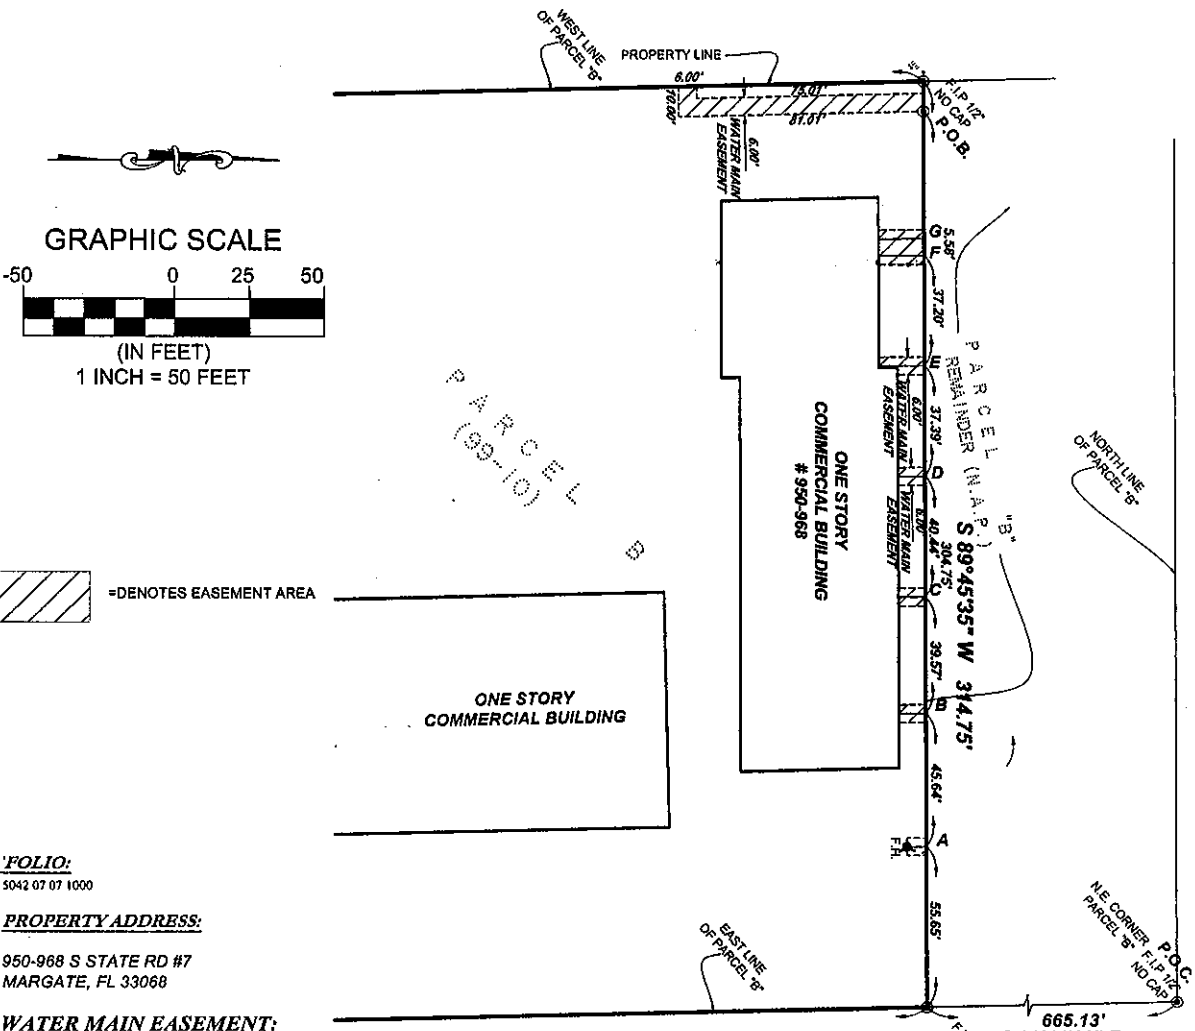 WEST LINE
OF PARCEL "B"
PROPERTY LINE
6.00'
75.01'
10.00'
81.01'
F.I.P 1/2"
NO CAP
P.O.B.
6.00'
WATER MAIN
EASEMENT
GRAPHIC SCALE
-50 0 25 50
(IN FEET)
1 INCH = 50 FEET
G
5.58'
F
37.20'
E
37.39'
D
40.44'
C
39.57'
B
45.64'
A
55.65'
F.H.
6.00'
WATER MAIN
EASEMENT
6.00'
WATER MAIN
EASEMENT
304.75'
S 89°45'35" W 314.75'
PARCEL "B"
REMAINDER (N.A.P.)
NORTH LINE
OF PARCEL "B"
PARCEL B
(99-10)
ONE STORY
COMMERCIAL BUILDING
# 950-968
=DENOTES EASEMENT AREA
ONE STORY
COMMERCIAL BUILDING
'FOLIO:
5042 07 07 1000
PROPERTY ADDRESS:
950-968 S STATE RD #7
MARGATE, FL 33068
WATER MAIN EASEMENT:
EAST LINE
OF PARCEL "B"
N.E. CORNER
PARCEL "B"
F.I.P 1/2"
NO CAP
P.O.C.
665.13'